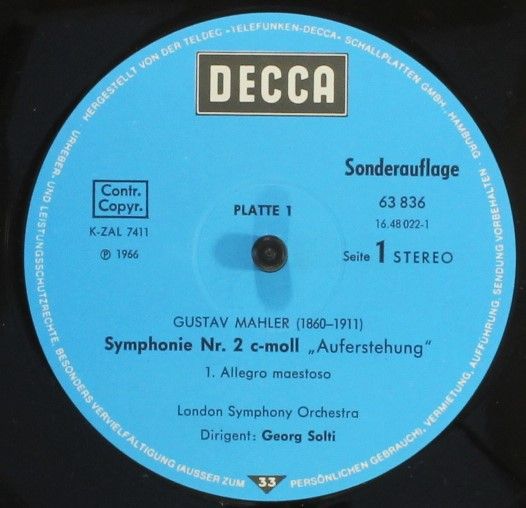 HERGESTELLT VON DER TELDEC »TELEFUNKEN-DECCA« SCHALLPLATTEN GMBH., HAMBURG · URHEBER- UND LEISTUNGSSCHUTZRECHTE, BESONDERS VERVIELFÄLTIGUNG (AUSSER ZUM PERSÖNLICHEN GEBRAUCH), VERMIETUNG, AUFFÜHRUNG, SENDUNG VORBEHALTEN
DECCA
Sonderauflage
Contr.
Copyr.
PLATTE 1
63 836
16.48 022-1
K-ZAL 7411
℗ 1966
Seite 1 STEREO
GUSTAV MAHLER (1860–1911)
Symphonie Nr. 2 c-moll „Auferstehung"
1. Allegro maestoso
London Symphony Orchestra
Dirigent: Georg Solti
33